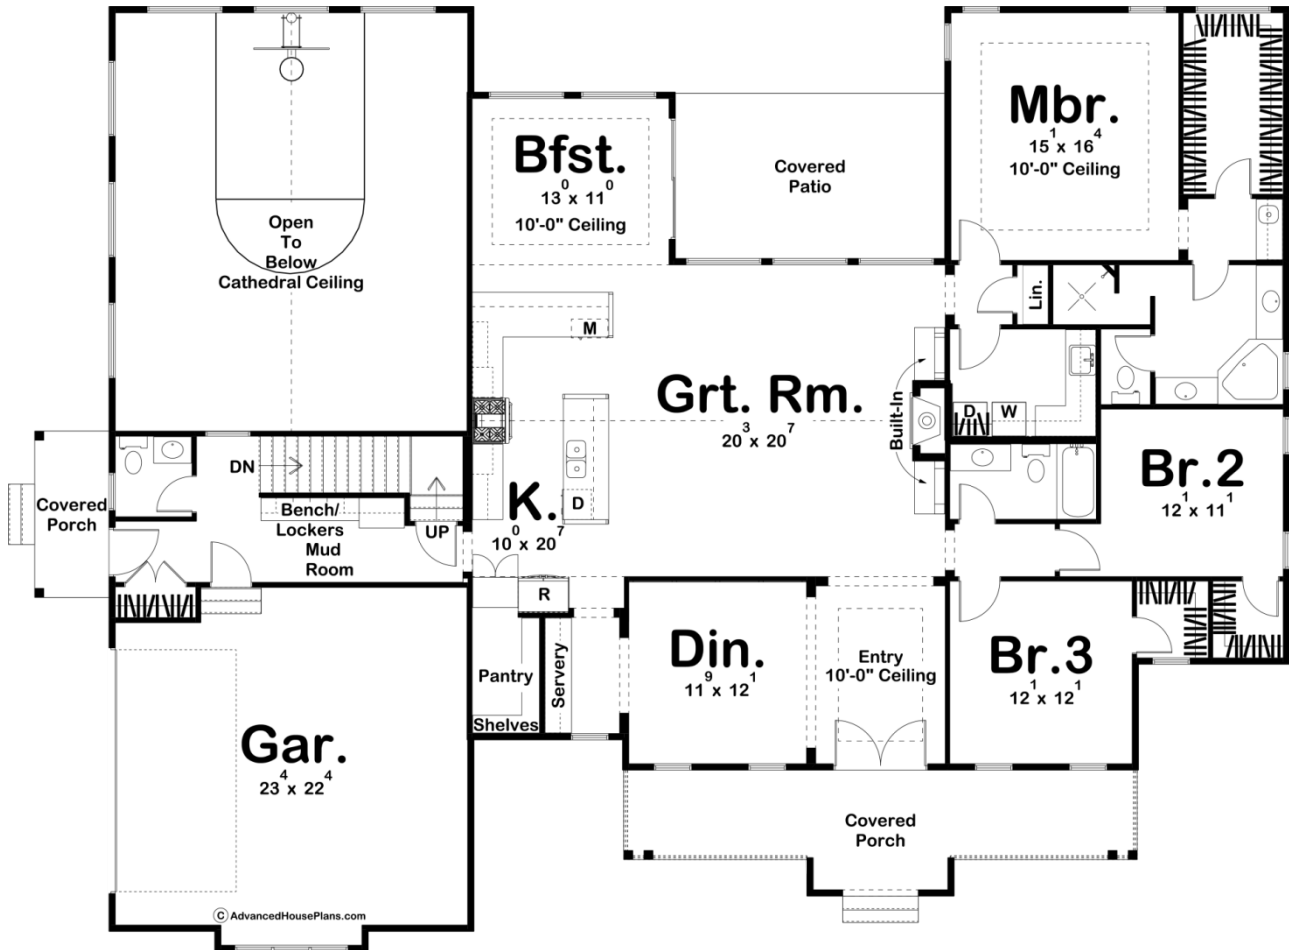 Mbr.
15¹ x 16⁴
10'-0" Ceiling
Bfst.
13⁰ x 11⁰
10'-0" Ceiling
Covered
Patio
Open
To
Below
Cathedral Ceiling
Lin.
M
Grt. Rm.
20³ x 20⁷
Built-In
D
W
DN
Covered
Porch
Bench/
Lockers
Mud
Room
UP
K.
10⁰ x 20⁷
D
Br.2
12¹ x 11¹
R
Pantry
Shelves
Servery
Din.
11⁹ x 12¹
Entry
10'-0" Ceiling
Br.3
12¹ x 12¹
Gar.
23⁴ x 22⁴
Covered
Porch
© AdvancedHousePlans.com